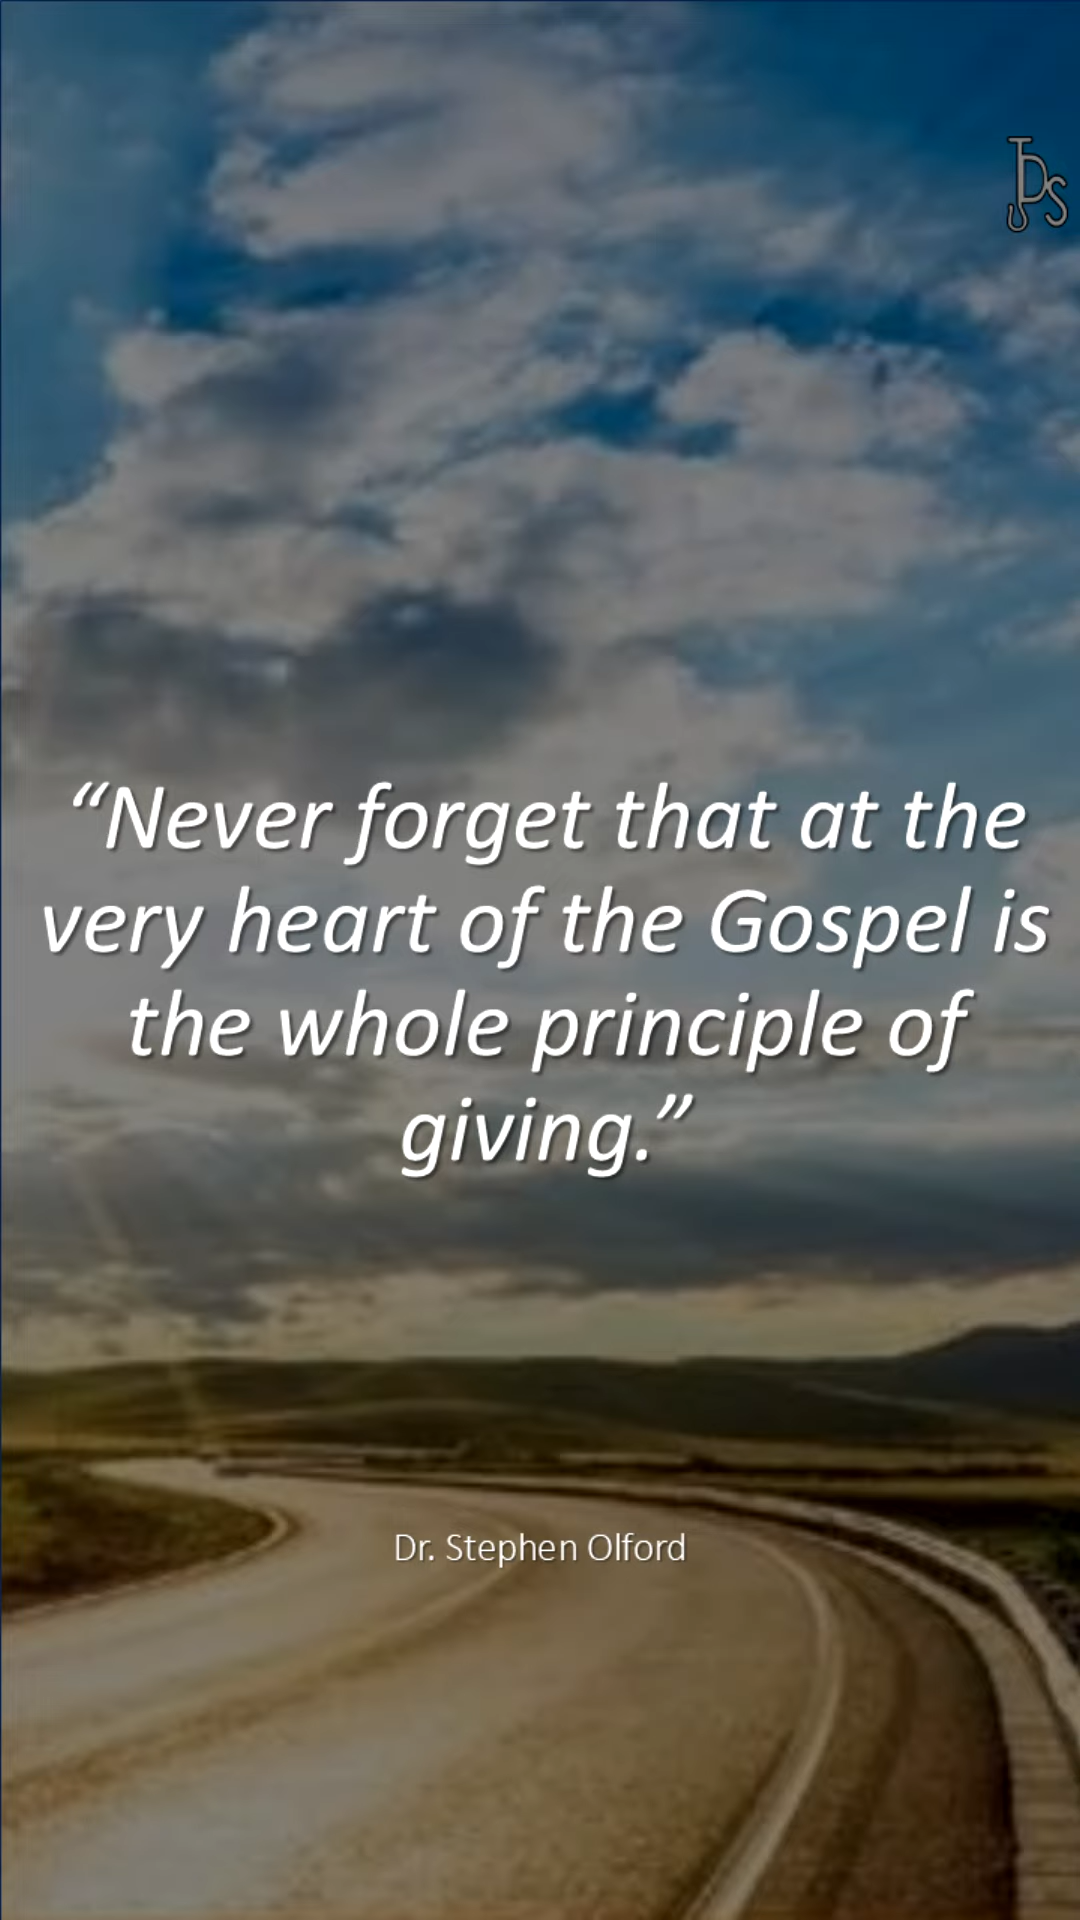 JDS
“Never forget that at the
very heart of the Gospel is
the whole principle of
giving.”
Dr. Stephen Olford